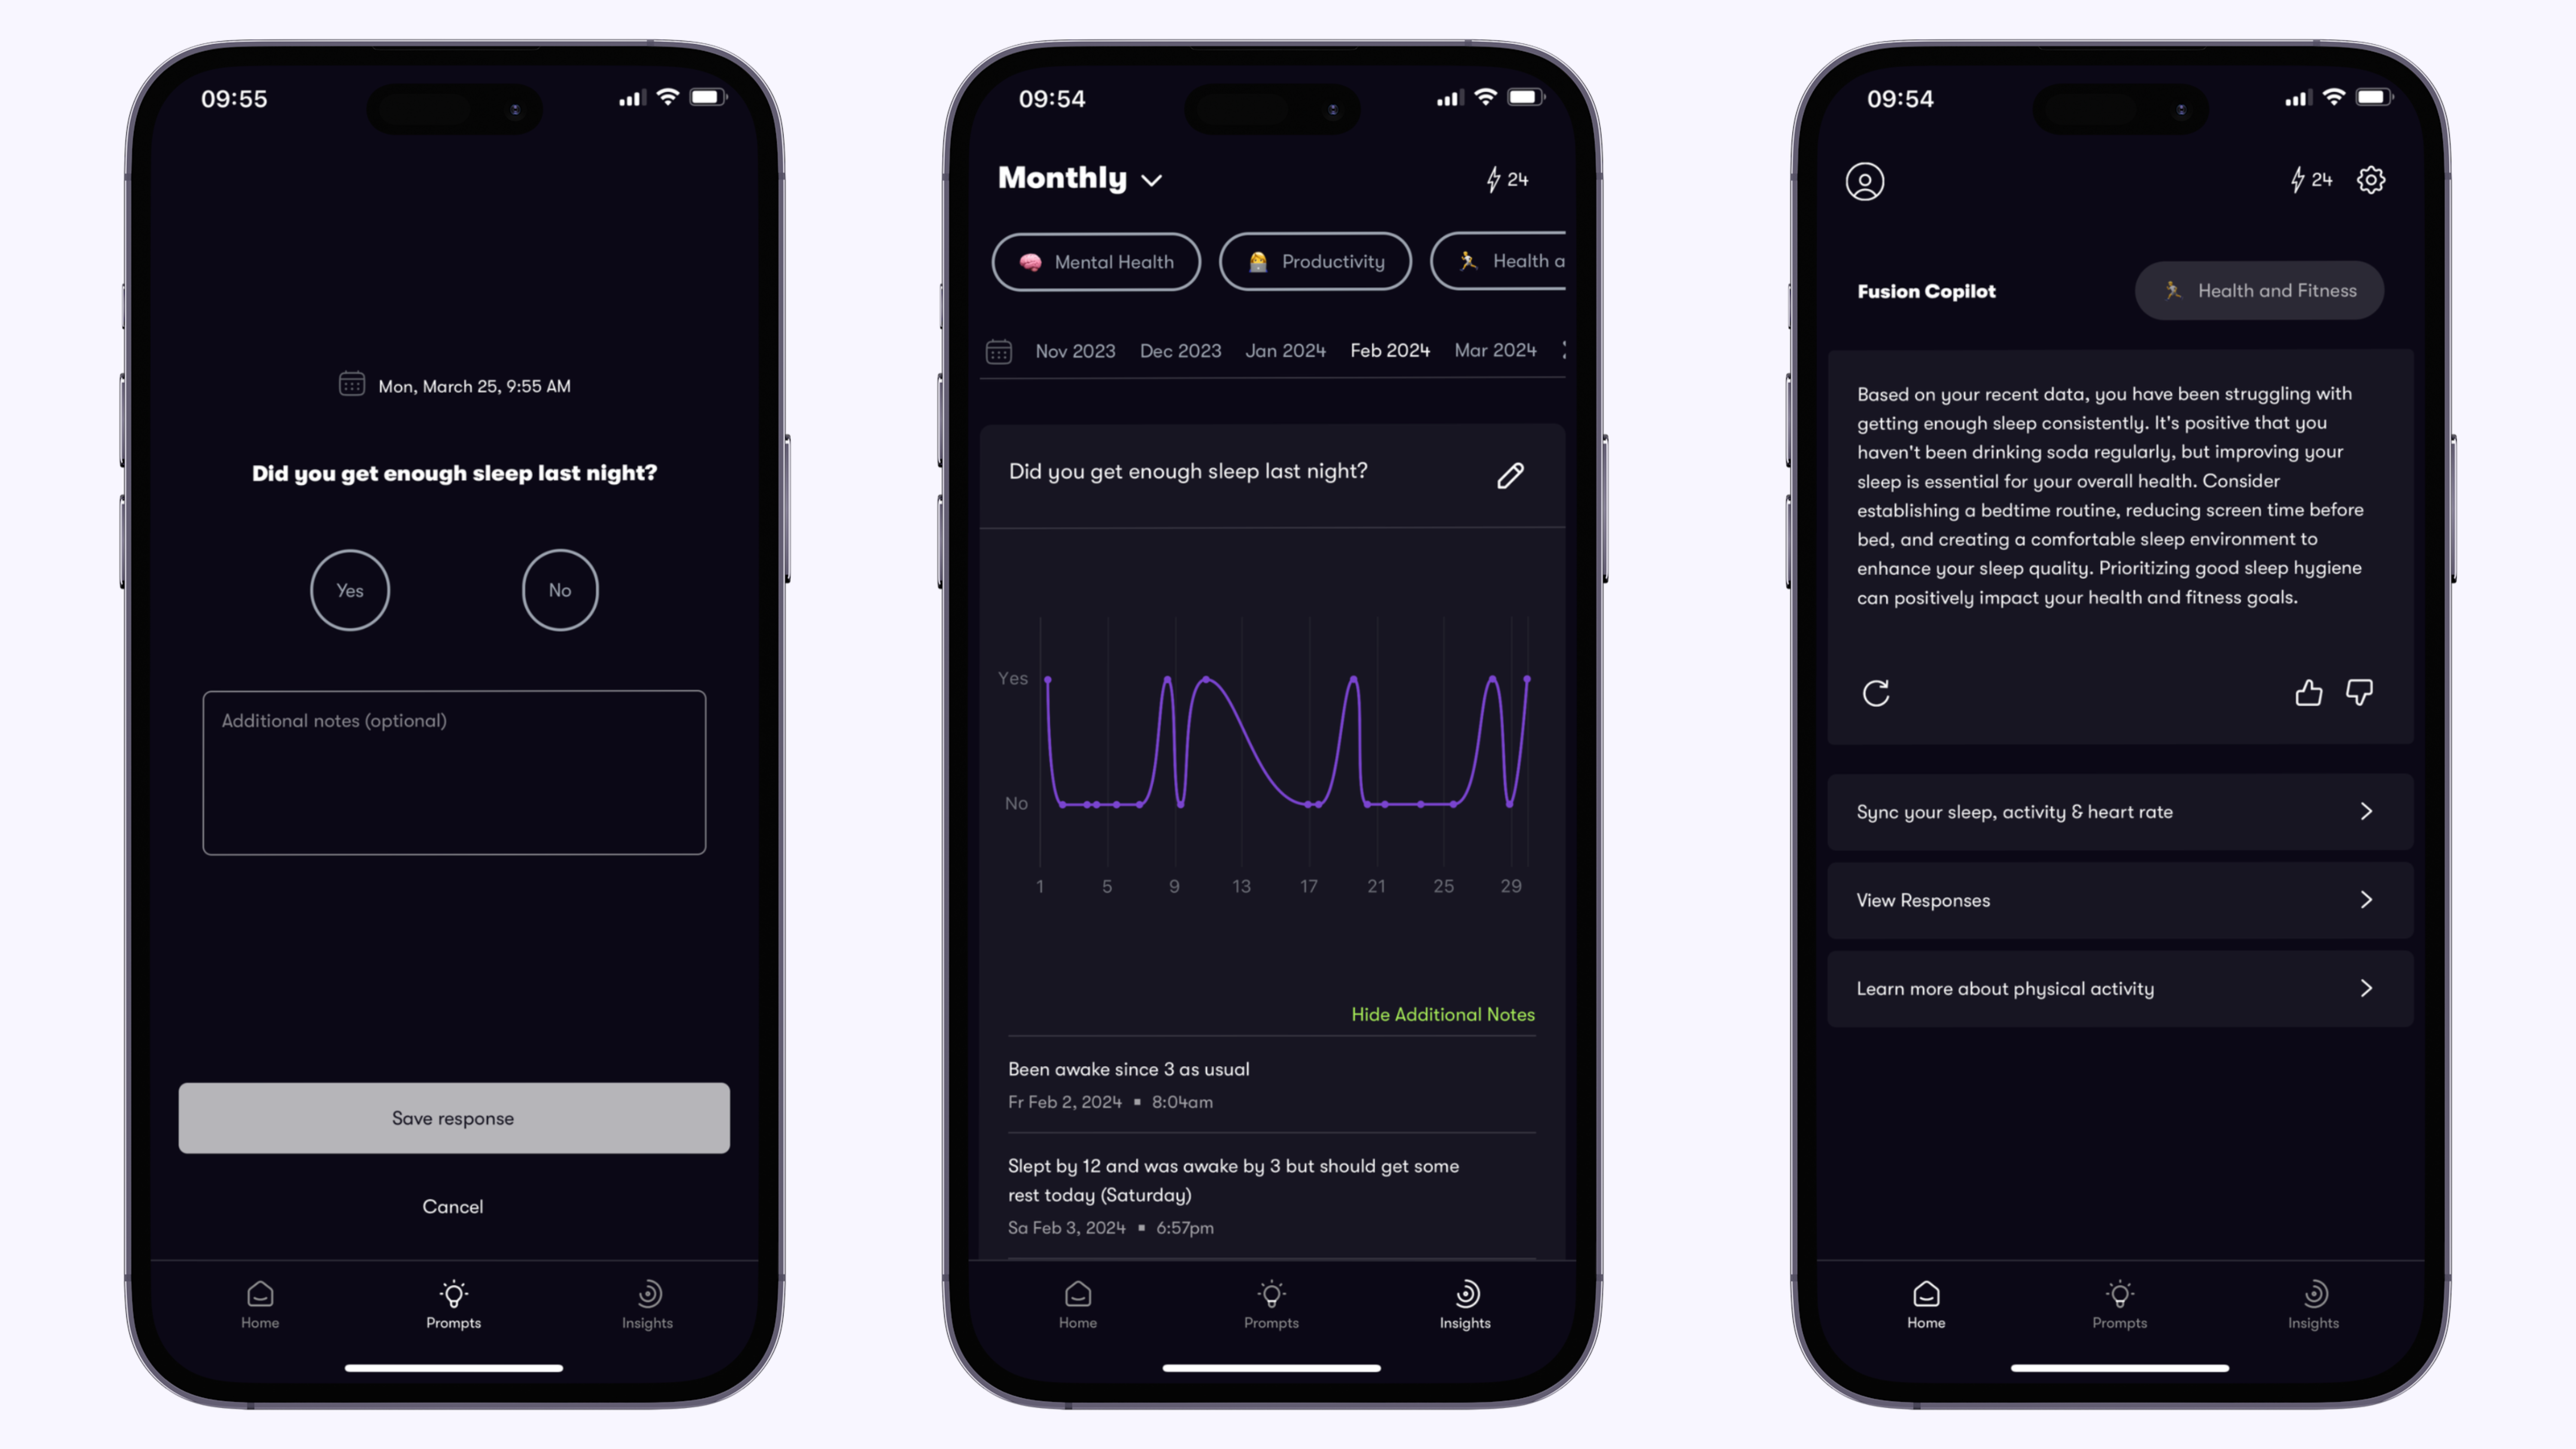 09:55
Mon, March 25, 9:55 AM
Did you get enough sleep last night?
Yes
No
Additional notes (optional)
Save response
Cancel
Home
Prompts
Insights
09:54
Monthly
24
Mental Health
Productivity
Health a
Nov 2023
Dec 2023
Jan 2024
Feb 2024
Mar 2024
Did you get enough sleep last night?
Yes
No
1
5
9
13
17
21
25
29
Hide Additional Notes
Been awake since 3 as usual
Fr Feb 2, 2024 ▪ 8:04am
Slept by 12 and was awake by 3 but should get some
rest today (Saturday)
Sa Feb 3, 2024 ▪ 6:57pm
Home
Prompts
Insights
09:54
24
Fusion Copilot
Health and Fitness
Based on your recent data, you have been struggling with
getting enough sleep consistently. It's positive that you
haven't been drinking soda regularly, but improving your
sleep is essential for your overall health. Consider
establishing a bedtime routine, reducing screen time before
bed, and creating a comfortable sleep environment to
enhance your sleep quality. Prioritizing good sleep hygiene
can positively impact your health and fitness goals.
Sync your sleep, activity & heart rate
View Responses
Learn more about physical activity
Home
Prompts
Insights